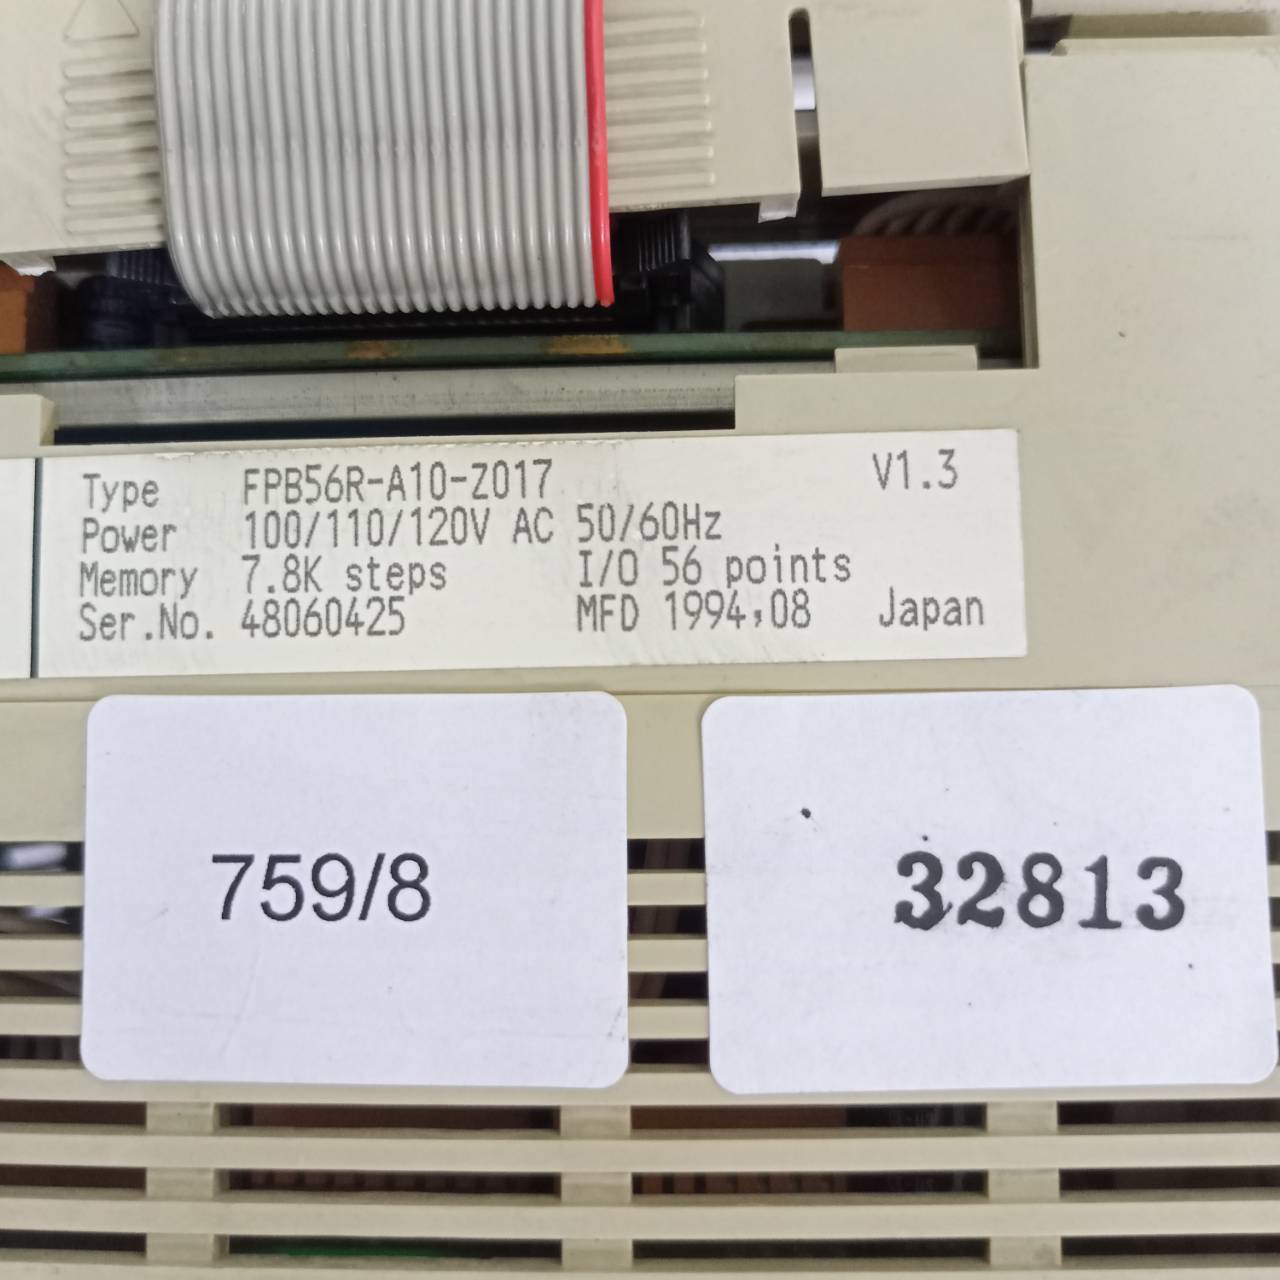 Type FPB56R-A10-Z017 V1.3
Power 100/110/120V AC 50/60Hz
Memory 7.8K steps I/O 56 points
Ser.No. 48060425 MFD 1994,08 Japan
759/8
32813